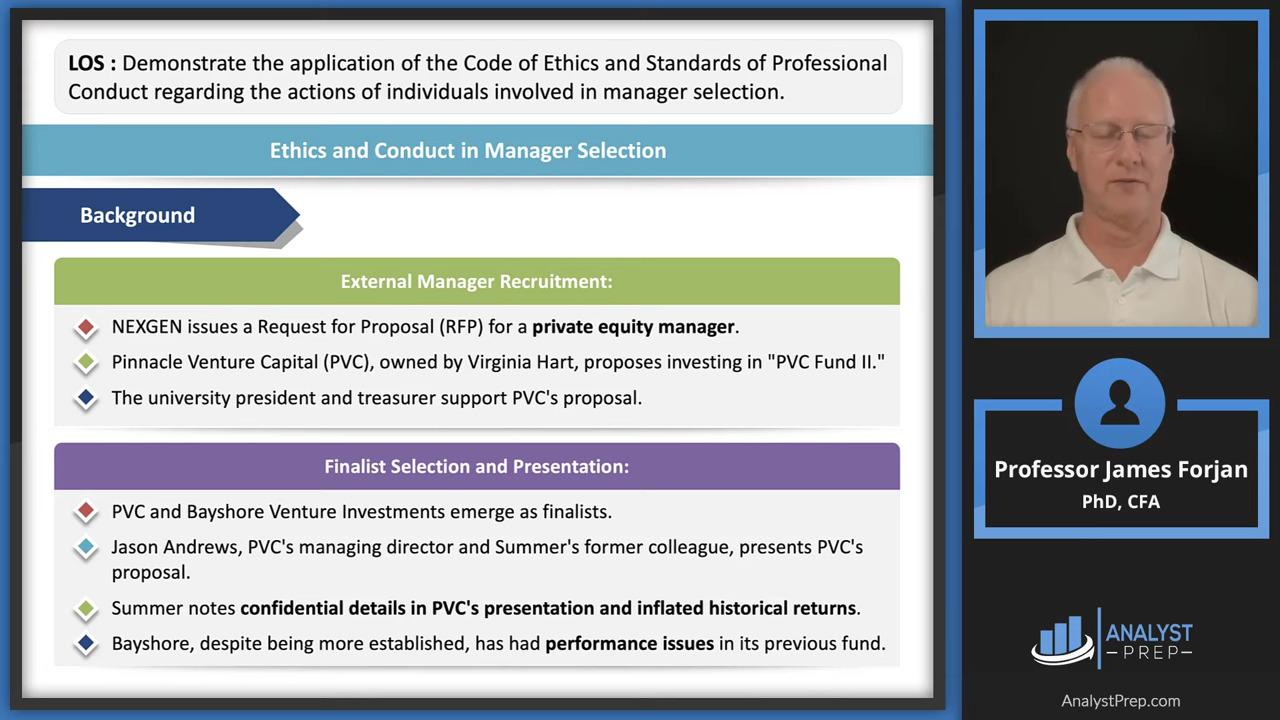 LOS : Demonstrate the application of the Code of Ethics and Standards of Professional
Conduct regarding the actions of individuals involved in manager selection.
Ethics and Conduct in Manager Selection
Background
External Manager Recruitment:
NEXGEN issues a Request for Proposal (RFP) for a private equity manager.
Pinnacle Venture Capital (PVC), owned by Virginia Hart, proposes investing in "PVC Fund II."
The university president and treasurer support PVC's proposal.
Finalist Selection and Presentation:
PVC and Bayshore Venture Investments emerge as finalists.
Jason Andrews, PVC's managing director and Summer's former colleague, presents PVC's
proposal.
Summer notes confidential details in PVC's presentation and inflated historical returns.
Bayshore, despite being more established, has had performance issues in its previous fund.
Professor James Forjan
PhD, CFA
ANALYST
PREP
AnalystPrep.com